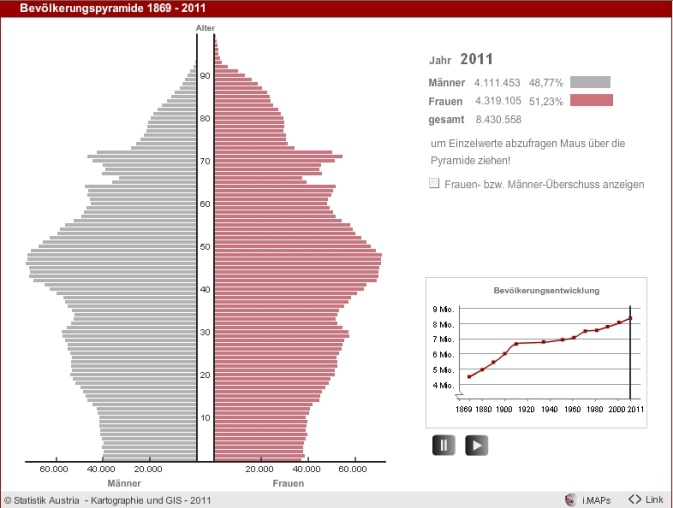 Bevölkerungspyramide 1869 - 2011
Alter
90
80
70
60
50
40
30
20
10
60.000 40.000 20.000
20.000 40.000 60.000
Männer
Frauen
Jahr 2011
Männer 4.111.453 48,77%
Frauen 4.319.105 51,23%
gesamt 8.430.558
um Einzelwerte abzufragen Maus über die
Pyramide ziehen!
Frauen- bzw. Männer-Überschuss anzeigen
Bevölkerungsentwicklung
9 Mio.
8 Mio.
7 Mio.
6 Mio.
5 Mio.
4 Mio.
1869 1880 1900 1920 1940 1960 1980 2000 2011
© Statistik Austria - Kartographie und GIS - 2011
i.MAPs
<> Link